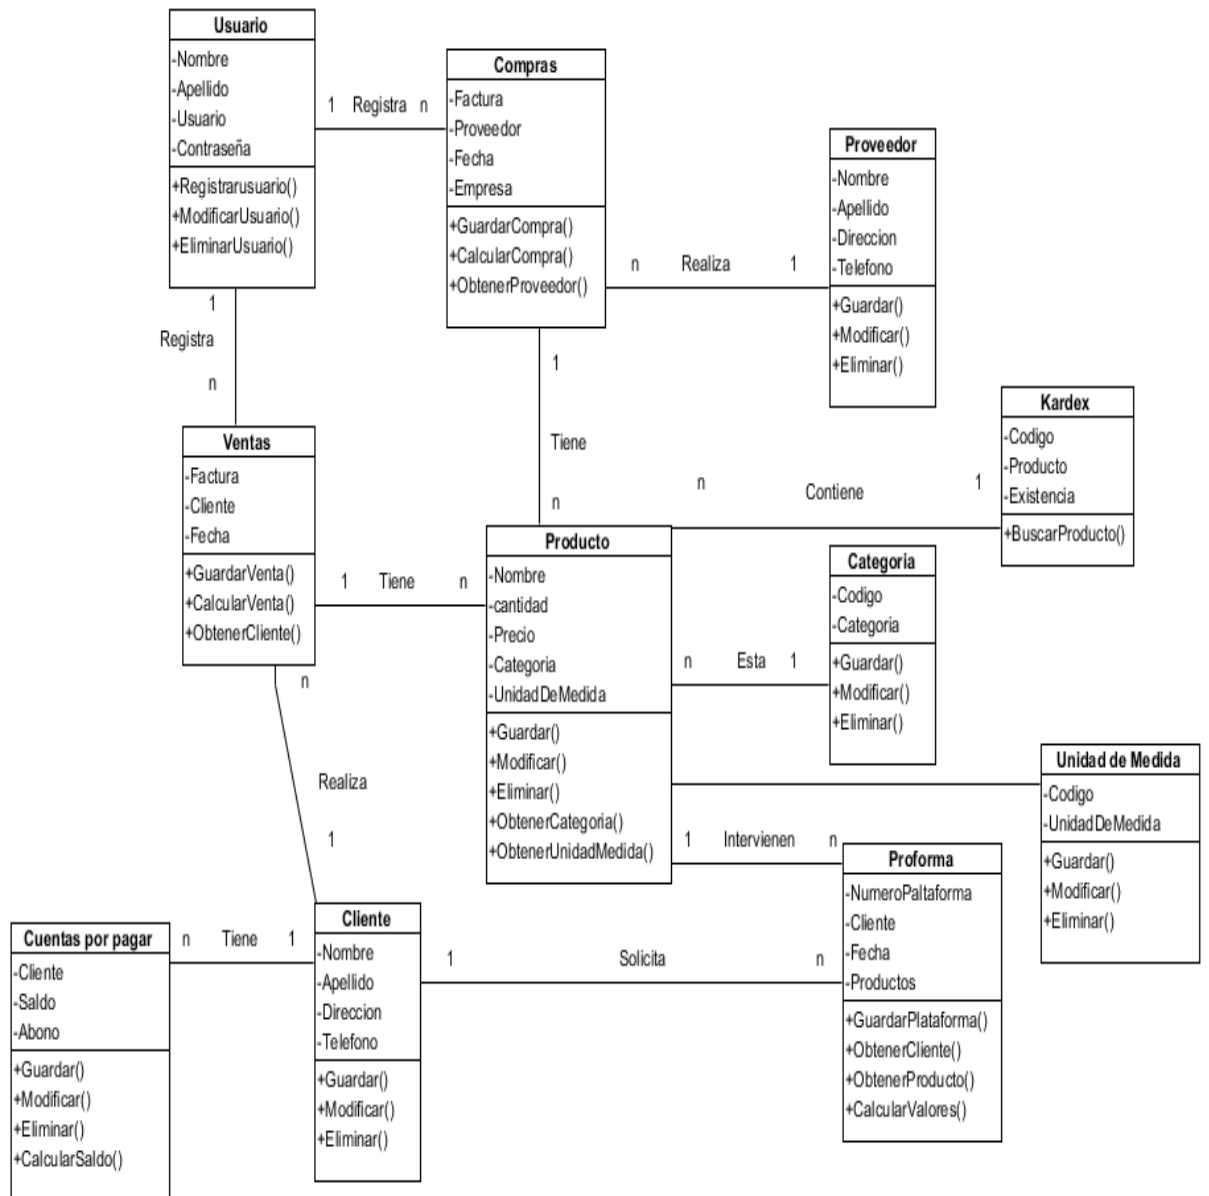 Usuario
-Nombre
-Apellido
-Usuario
-Contraseña
+Registrarusuario()
+ModificarUsuario()
+EliminarUsuario()
1 Registra n
Compras
-Factura
-Proveedor
-Fecha
-Empresa
+GuardarCompra()
+CalcularCompra()
+ObtenerProveedor()
n Realiza 1
Proveedor
-Nombre
-Apellido
-Direccion
-Telefono
+Guardar()
+Modificar()
+Eliminar()
1
Registra
n
1
Tiene
n
Kardex
-Codigo
-Producto
-Existencia
+BuscarProducto()
n Contiene 1
Ventas
-Factura
-Cliente
-Fecha
+GuardarVenta()
+CalcularVenta()
+ObtenerCliente()
1 Tiene n
Producto
-Nombre
-cantidad
-Precio
-Categoria
-UnidadDeMedida
+Guardar()
+Modificar()
+Eliminar()
+ObtenerCategoria()
+ObtenerUnidadMedida()
n Esta 1
Categoria
-Codigo
-Categoria
+Guardar()
+Modificar()
+Eliminar()
Unidad de Medida
-Codigo
-UnidadDeMedida
+Guardar()
+Modificar()
+Eliminar()
n
Realiza
1
1 Intervienen n
Proforma
-NumeroPaltaforma
-Cliente
-Fecha
-Productos
+GuardarPlataforma()
+ObtenerCliente()
+ObtenerProducto()
+CalcularValores()
Cuentas por pagar
-Cliente
-Saldo
-Abono
+Guardar()
+Modificar()
+Eliminar()
+CalcularSaldo()
n Tiene 1
Cliente
-Nombre
-Apellido
-Direccion
-Telefono
+Guardar()
+Modificar()
+Eliminar()
1 Solicita n